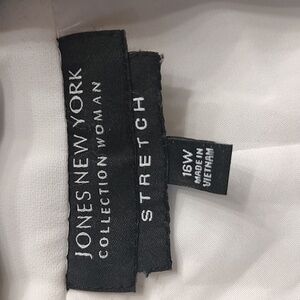 JONES NEW YORK
COLLECTION WOMAN
STRETCH
16W
MADE IN
VIETNAM